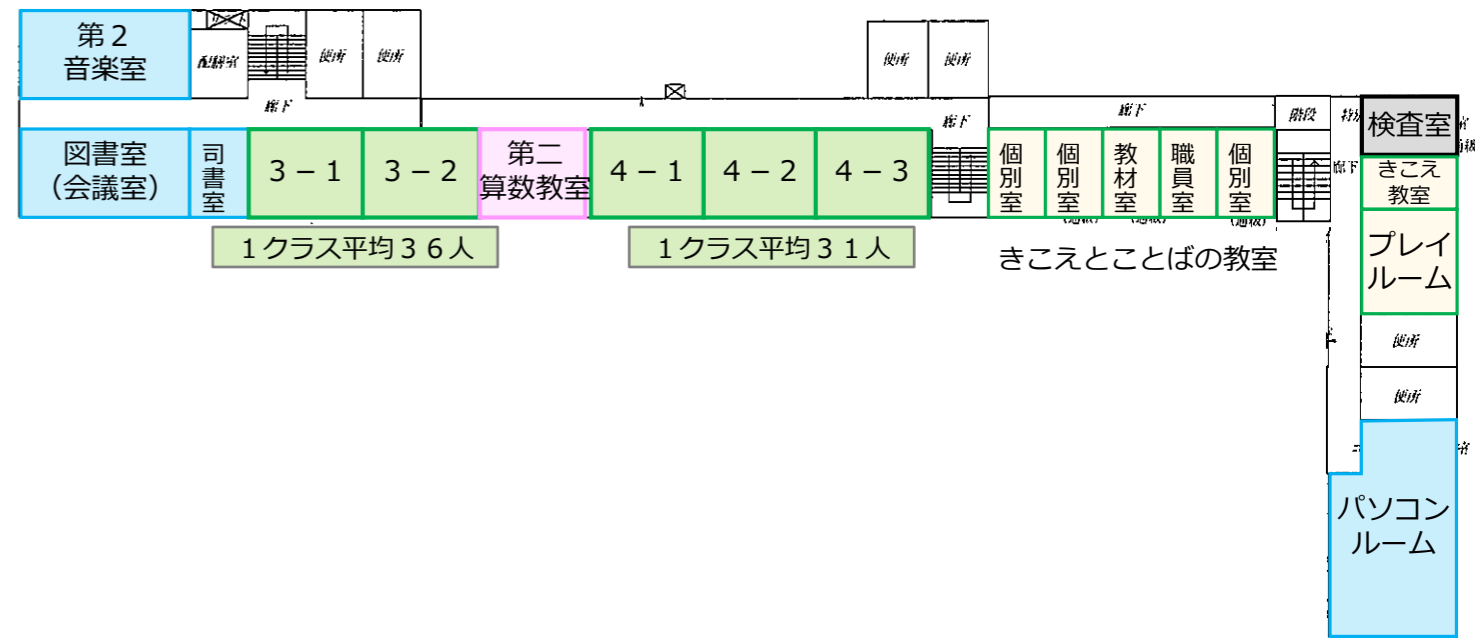 第２
音楽室
配膳室
便所
便所
便所
便所
廊下
廊下
廊下
階段
検査室
図書室
（会議室）
司書室
３－１
３－２
第二
算数教室
４－１
４－２
４－３
個別室
個別室
教材室
職員室
個別室
廊下
きこえ
教室
１クラス平均３６人
１クラス平均３１人
きこえとことばの教室
プレイ
ルーム
便所
便所
パソコン
ルーム